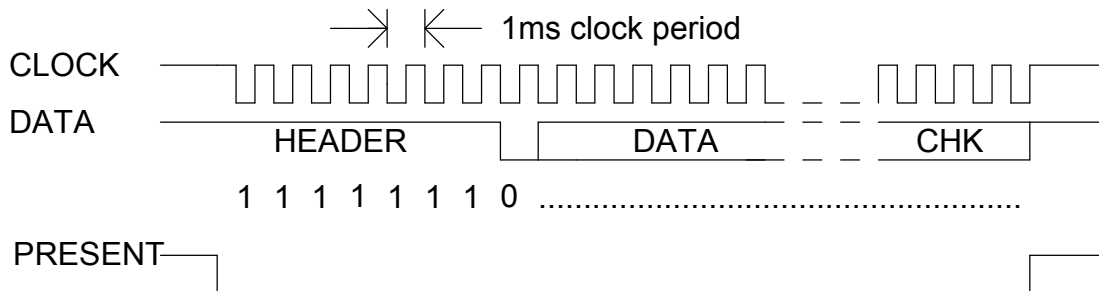 1ms clock period
CLOCK
DATA
HEADER DATA CHK
1 1 1 1 1 1 1 0 ......................................................
PRESENT